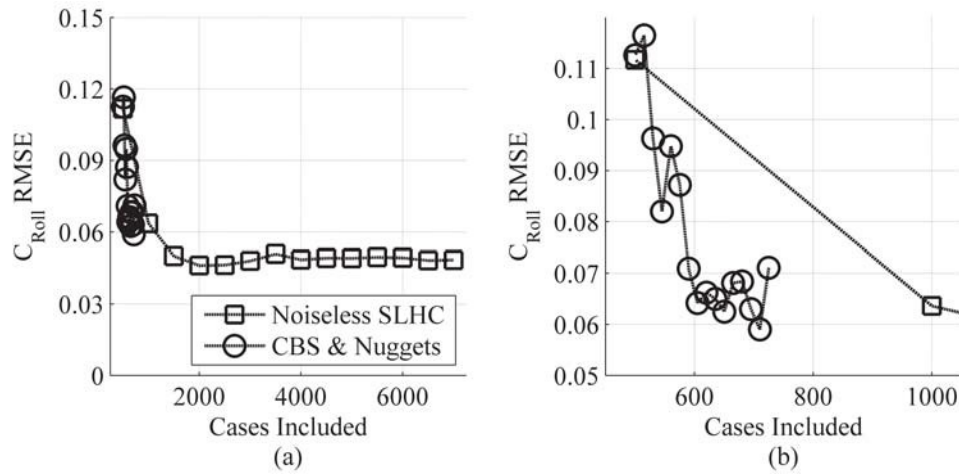 0.15
0.12
0.09
0.06
0.03
0
C_Roll RMSE
Noiseless SLHC
CBS & Nuggets
2000
4000
6000
Cases Included
(a)
0.11
0.1
0.09
0.08
0.07
0.06
0.05
C_Roll RMSE
600
800
1000
Cases Included
(b)